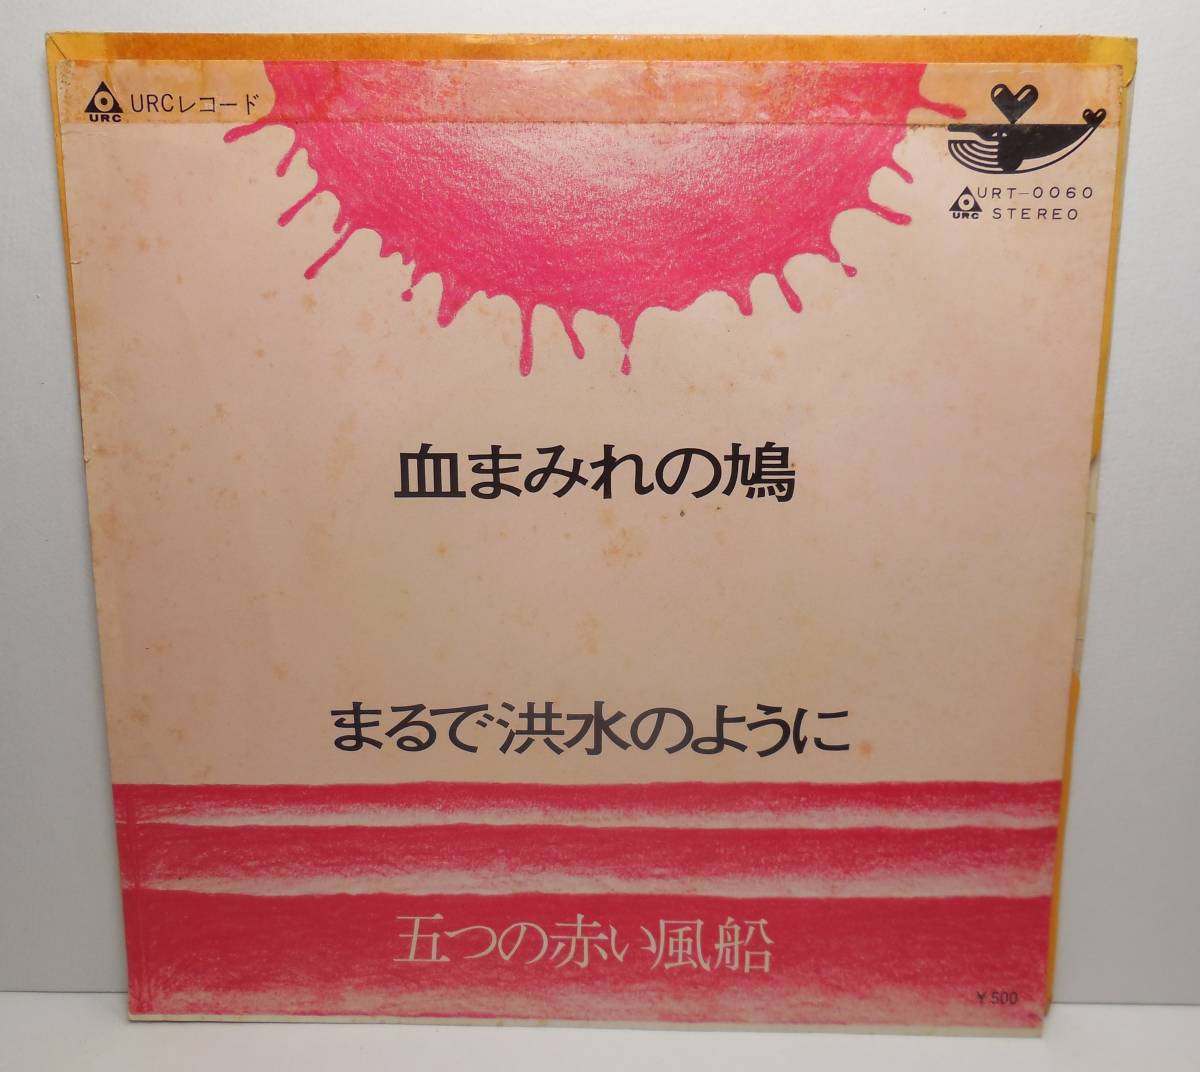 URCレコード
URC
URT-0060
URC STEREO
血まみれの鳩
まるで洪水のように
五つの赤い風船
¥500